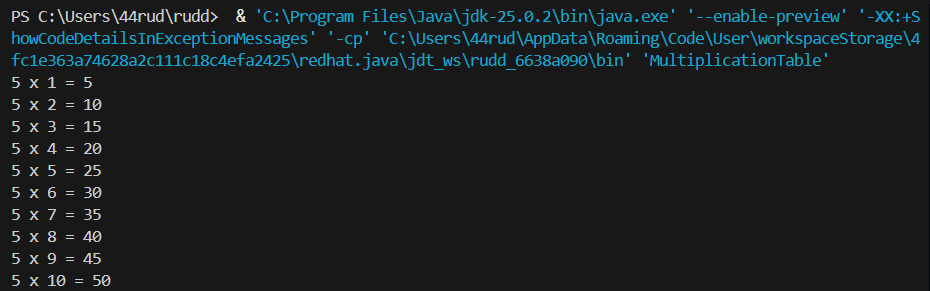 PS C:\Users\44rud\rudd>  & 'C:\Program Files\Java\jdk-25.0.2\bin\java.exe' '--enable-preview' '-XX:+S
howCodeDetailsInExceptionMessages' '-cp' 'C:\Users\44rud\AppData\Roaming\Code\User\workspaceStorage\4
fc1e363a74628a2c111c18c4efa2425\redhat.java\jdt_ws\rudd_6638a090\bin' 'MultiplicationTable'
5 x 1 = 5
5 x 2 = 10
5 x 3 = 15
5 x 4 = 20
5 x 5 = 25
5 x 6 = 30
5 x 7 = 35
5 x 8 = 40
5 x 9 = 45
5 x 10 = 50